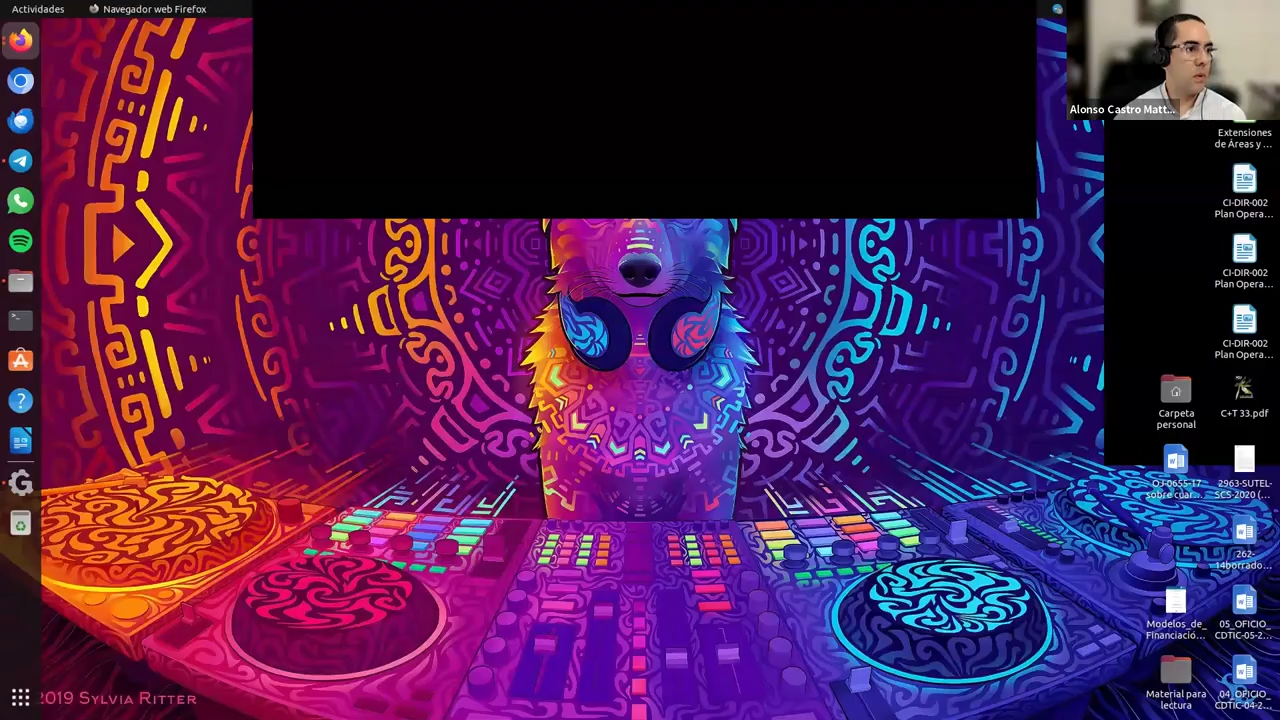 Actividades
Navegador web Firefox
Alonso Castro Matt...
Extensiones
de Áreas y ...
CI-DIR-002
Plan Opera...
CI-DIR-002
Plan Opera...
CI-DIR-002
Plan Opera...
Carpeta
personal
C+T 33.pdf
OJ-0655-17
sobre cuar...
2963-SUTEL-
SCS-2020 (...
262-
14borrado...
Modelos_de_
Financiació...
05_OFICIO_
CDTIC-05-2...
Material para
lectura
04_OFICIO_
CDTIC-04-2...
2019 Sylvia Ritter